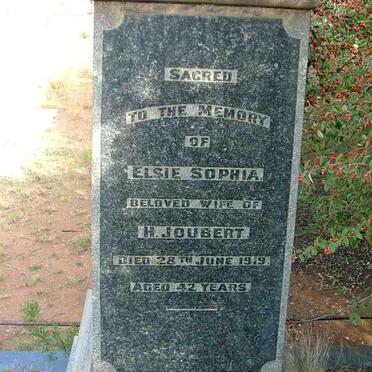 SACRED
TO THE MEMORY
OF
ELSIE SOPHIA
BELOVED WIFE OF
H. JOUBERT
DIED 28TH JUNE 1919
AGED 42 YEARS